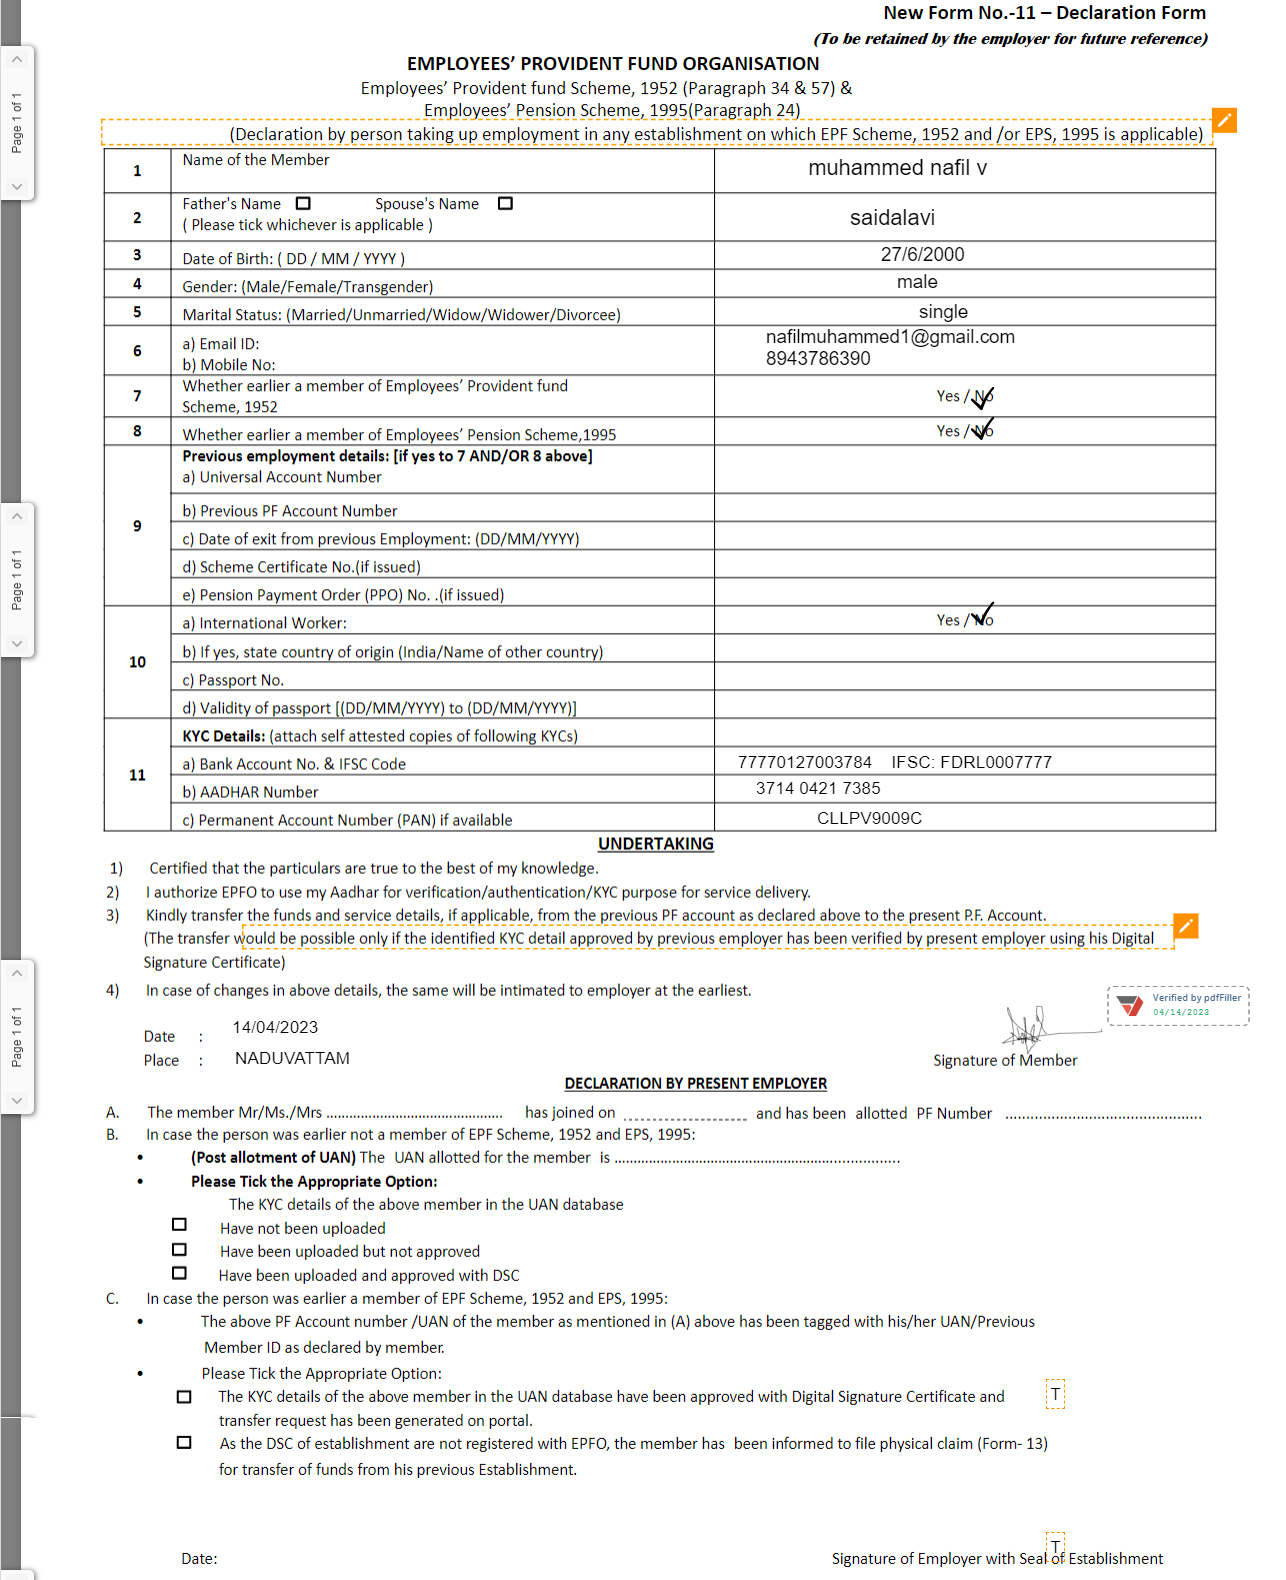 New Form No.-11 – Declaration Form
(To be retained by the employer for future reference)
EMPLOYEES’ PROVIDENT FUND ORGANISATION
Employees’ Provident fund Scheme, 1952 (Paragraph 34 & 57) &
Employees’ Pension Scheme, 1995(Paragraph 24)
(Declaration by person taking up employment in any establishment on which EPF Scheme, 1952 and /or EPS, 1995 is applicable)
Page 1 of 1
1 Name of the Member muhammed nafil v
2 Father's Name Spouse's Name
( Please tick whichever is applicable ) saidalavi
3 Date of Birth: ( DD / MM / YYYY ) 27/6/2000
4 Gender: (Male/Female/Transgender) male
5 Marital Status: (Married/Unmarried/Widow/Widower/Divorcee) single
6 a) Email ID: nafilmuhammed1@gmail.com
b) Mobile No: 8943786390
7 Whether earlier a member of Employees’ Provident fund
Scheme, 1952 Yes / No
8 Whether earlier a member of Employees’ Pension Scheme,1995 Yes / No
9 Previous employment details: [if yes to 7 AND/OR 8 above]
a) Universal Account Number
b) Previous PF Account Number
c) Date of exit from previous Employment: (DD/MM/YYYY)
d) Scheme Certificate No.(if issued)
e) Pension Payment Order (PPO) No. .(if issued)
Page 1 of 1
10 a) International Worker: Yes / No
b) If yes, state country of origin (India/Name of other country)
c) Passport No.
d) Validity of passport [(DD/MM/YYYY) to (DD/MM/YYYY)]
11 KYC Details: (attach self attested copies of following KYCs)
a) Bank Account No. & IFSC Code 77770127003784 IFSC: FDRL0007777
b) AADHAR Number 3714 0421 7385
c) Permanent Account Number (PAN) if available CLLPV9009C
UNDERTAKING
1) Certified that the particulars are true to the best of my knowledge.
2) I authorize EPFO to use my Aadhar for verification/authentication/KYC purpose for service delivery.
3) Kindly transfer the funds and service details, if applicable, from the previous PF account as declared above to the present P.F. Account.
(The transfer would be possible only if the identified KYC detail approved by previous employer has been verified by present employer using his Digital
Signature Certificate)
4) In case of changes in above details, the same will be intimated to employer at the earliest.
Verified by pdfFiller
04/14/2023
Date : 14/04/2023
Place : NADUVATTAM
Signature of Member
Page 1 of 1
DECLARATION BY PRESENT EMPLOYER
A. The member Mr/Ms./Mrs ............................................. has joined on ........................ and has been allotted PF Number ..................................................
B. In case the person was earlier not a member of EPF Scheme, 1952 and EPS, 1995:
• (Post allotment of UAN) The UAN allotted for the member is ..........................................................................
• Please Tick the Appropriate Option:
The KYC details of the above member in the UAN database
Have not been uploaded
Have been uploaded but not approved
Have been uploaded and approved with DSC
C. In case the person was earlier a member of EPF Scheme, 1952 and EPS, 1995:
• The above PF Account number /UAN of the member as mentioned in (A) above has been tagged with his/her UAN/Previous
Member ID as declared by member.
• Please Tick the Appropriate Option:
The KYC details of the above member in the UAN database have been approved with Digital Signature Certificate and T
transfer request has been generated on portal.
As the DSC of establishment are not registered with EPFO, the member has been informed to file physical claim (Form- 13)
for transfer of funds from his previous Establishment.
T
Date: Signature of Employer with Seal of Establishment